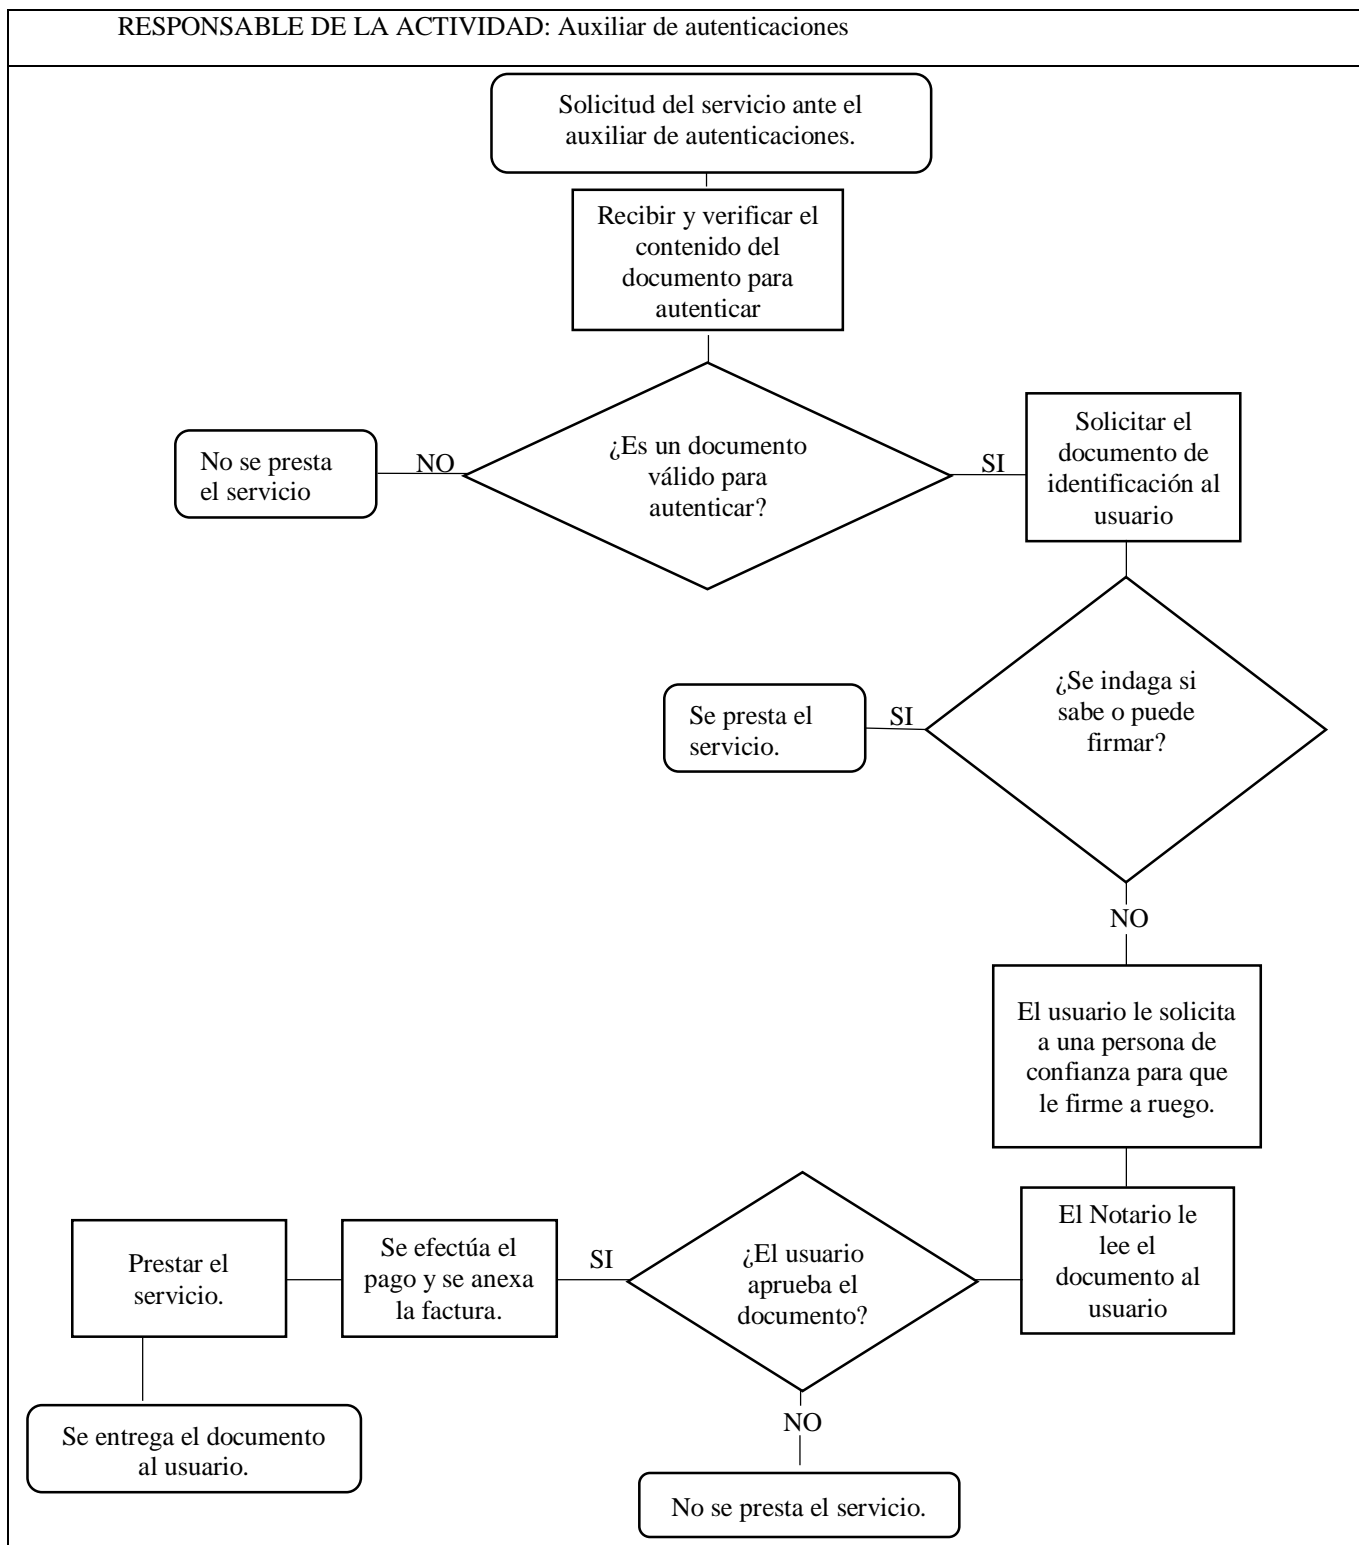 RESPONSABLE DE LA ACTIVIDAD: Auxiliar de autenticaciones
Solicitud del servicio ante el
auxiliar de autenticaciones.
Recibir y verificar el
contenido del
documento para
autenticar
¿Es un documento
válido para
autenticar?
NO
No se presta
el servicio
SI
Solicitar el
documento de
identificación al
usuario
¿Se indaga si
sabe o puede
firmar?
SI
Se presta el
servicio.
NO
El usuario le solicita
a una persona de
confianza para que
le firme a ruego.
El Notario le
lee el
documento al
usuario
¿El usuario
aprueba el
documento?
SI
Se efectúa el
pago y se anexa
la factura.
Prestar el
servicio.
Se entrega el documento
al usuario.
NO
No se presta el servicio.